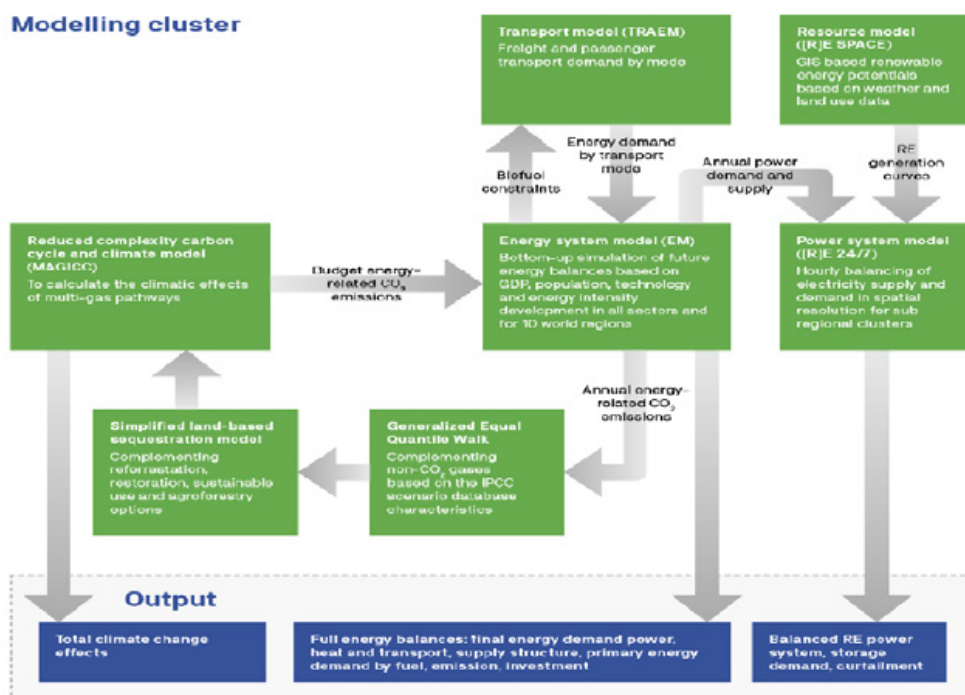 Modelling cluster
Transport model (TRAEM)
Freight and passenger
transport demand by mode
Resource model
([R]E SPACE)
GIS based renewable
energy potentials
based on weather and
land use data
Biofuel
constraints
Energy demand
by transport
mode
Annual power
demand and
supply
RE
generation
curves
Reduced complexity carbon
cycle and climate model
(MAGICC)
To calculate the climatic effects
of multi-gas pathways
Budget energy-
related CO₂
emissions
Energy system model (EM)
Bottom-up simulation of future
energy balances based on
GDP, population, technology
and energy intensity
development in all sectors and
for 10 world regions
Power system model
([R]E 24/7)
Hourly balancing of
electricity supply and
demand in spatial
resolution for sub
regional clusters
Annual energy-
related CO₂
emissions
Simplified land-based
sequestration model
Complementing
reforrestation,
restoration, sustainable
use and agroforestry
options
Generalized Equal
Quantile Walk
Complementing
non-CO₂ gases
based on the IPCC
scenario database
characteristics
Output
Total climate change
effects
Full energy balances: final energy demand power,
heat and transport, supply structure, primary energy
demand by fuel, emission, investment
Balanced RE power
system, storage
demand, curtailment